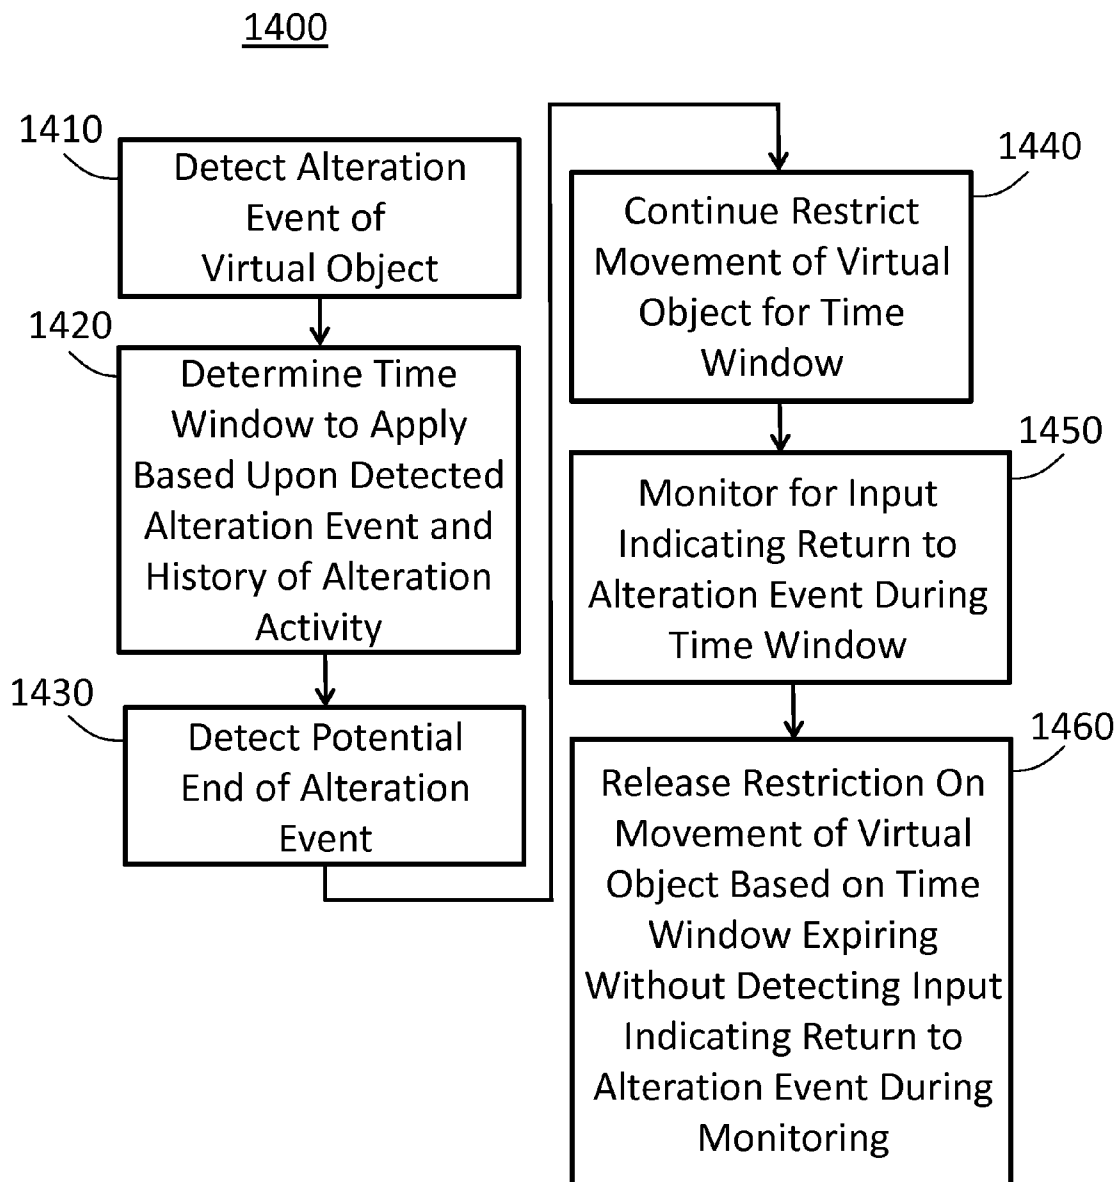 1400
1410
Detect Alteration
Event of
Virtual Object
1420
Determine Time
Window to Apply
Based Upon Detected
Alteration Event and
History of Alteration
Activity
1430
Detect Potential
End of Alteration
Event
1440
Continue Restrict
Movement of Virtual
Object for Time
Window
1450
Monitor for Input
Indicating Return to
Alteration Event During
Time Window
1460
Release Restriction On
Movement of Virtual
Object Based on Time
Window Expiring
Without Detecting Input
Indicating Return to
Alteration Event During
Monitoring